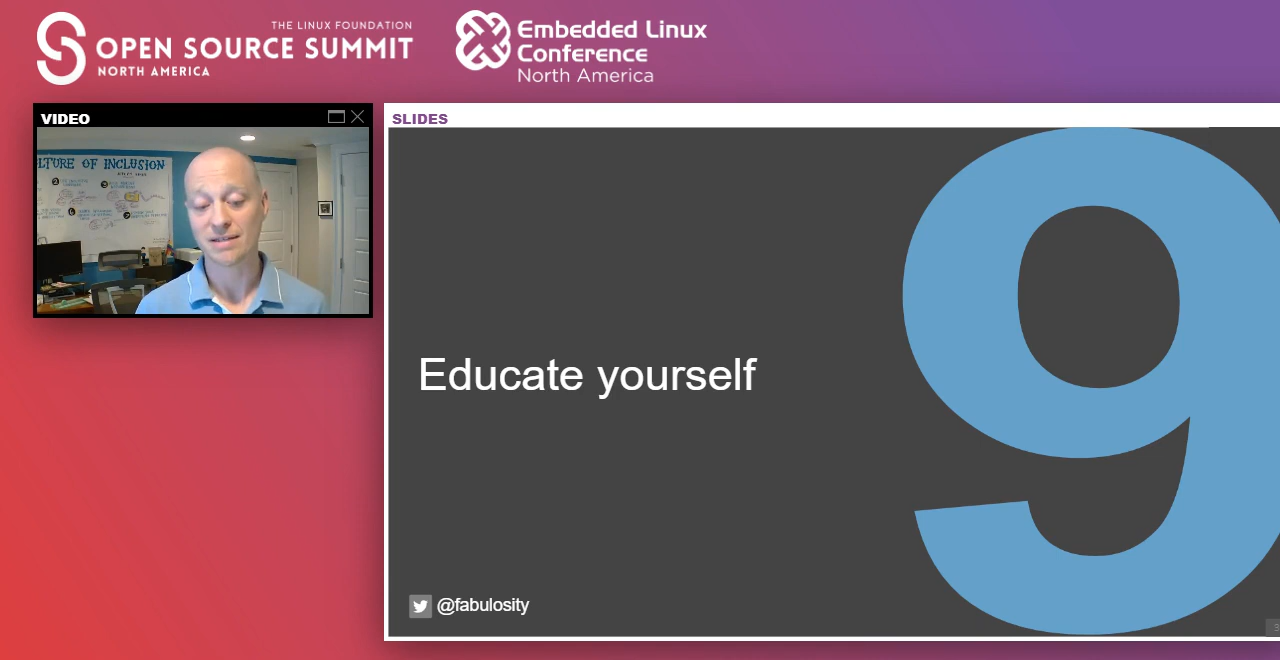 THE LINUX FOUNDATION
OPEN SOURCE SUMMIT
NORTH AMERICA
Embedded Linux
Conference
North America
VIDEO
LTURE OF INCLUSION
SLIDES
9
Educate yourself
@fabulosity
3